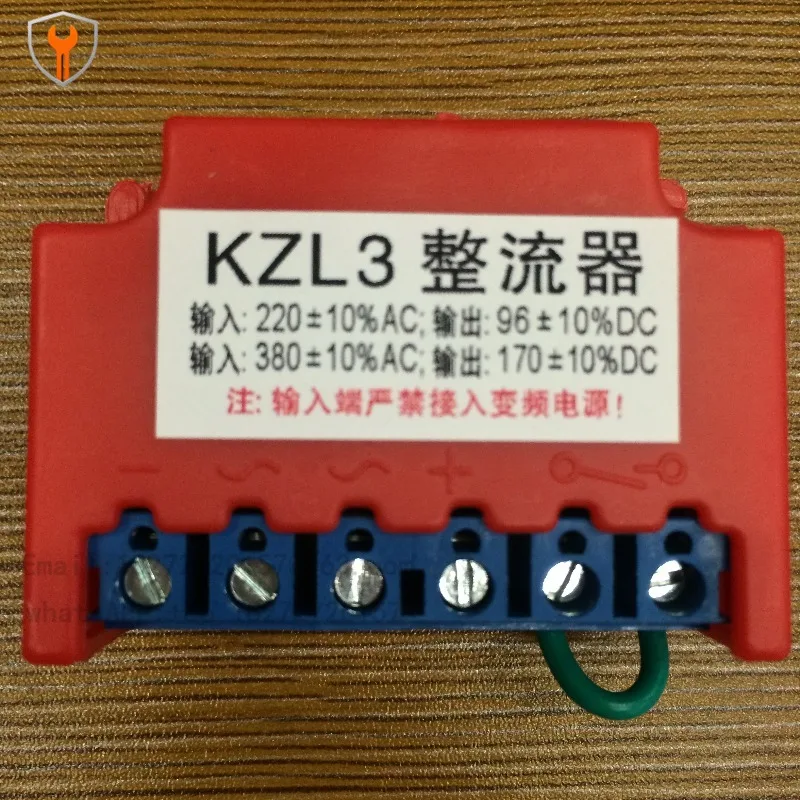 KZL3 整流器
输入: 220±10%AC; 输出: 96±10%DC
输入: 380±10%AC; 输出: 170±10%DC
注: 输入端严禁接入变频电源!
− ~ ~ +